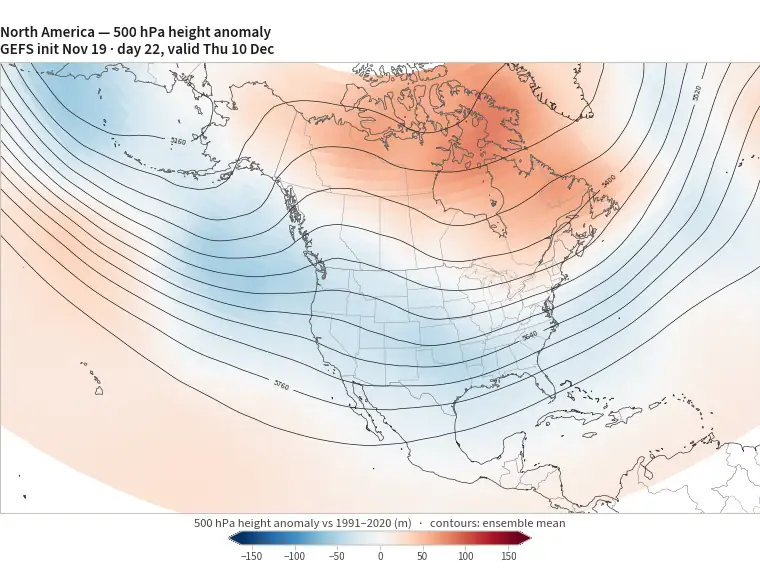 North America — 500 hPa height anomaly
GEFS init Nov 19 · day 22, valid Thu 10 Dec
5520
5160
5400
5640
5760
500 hPa height anomaly vs 1991–2020 (m) · contours: ensemble mean
−150 −100 −50 0 50 100 150